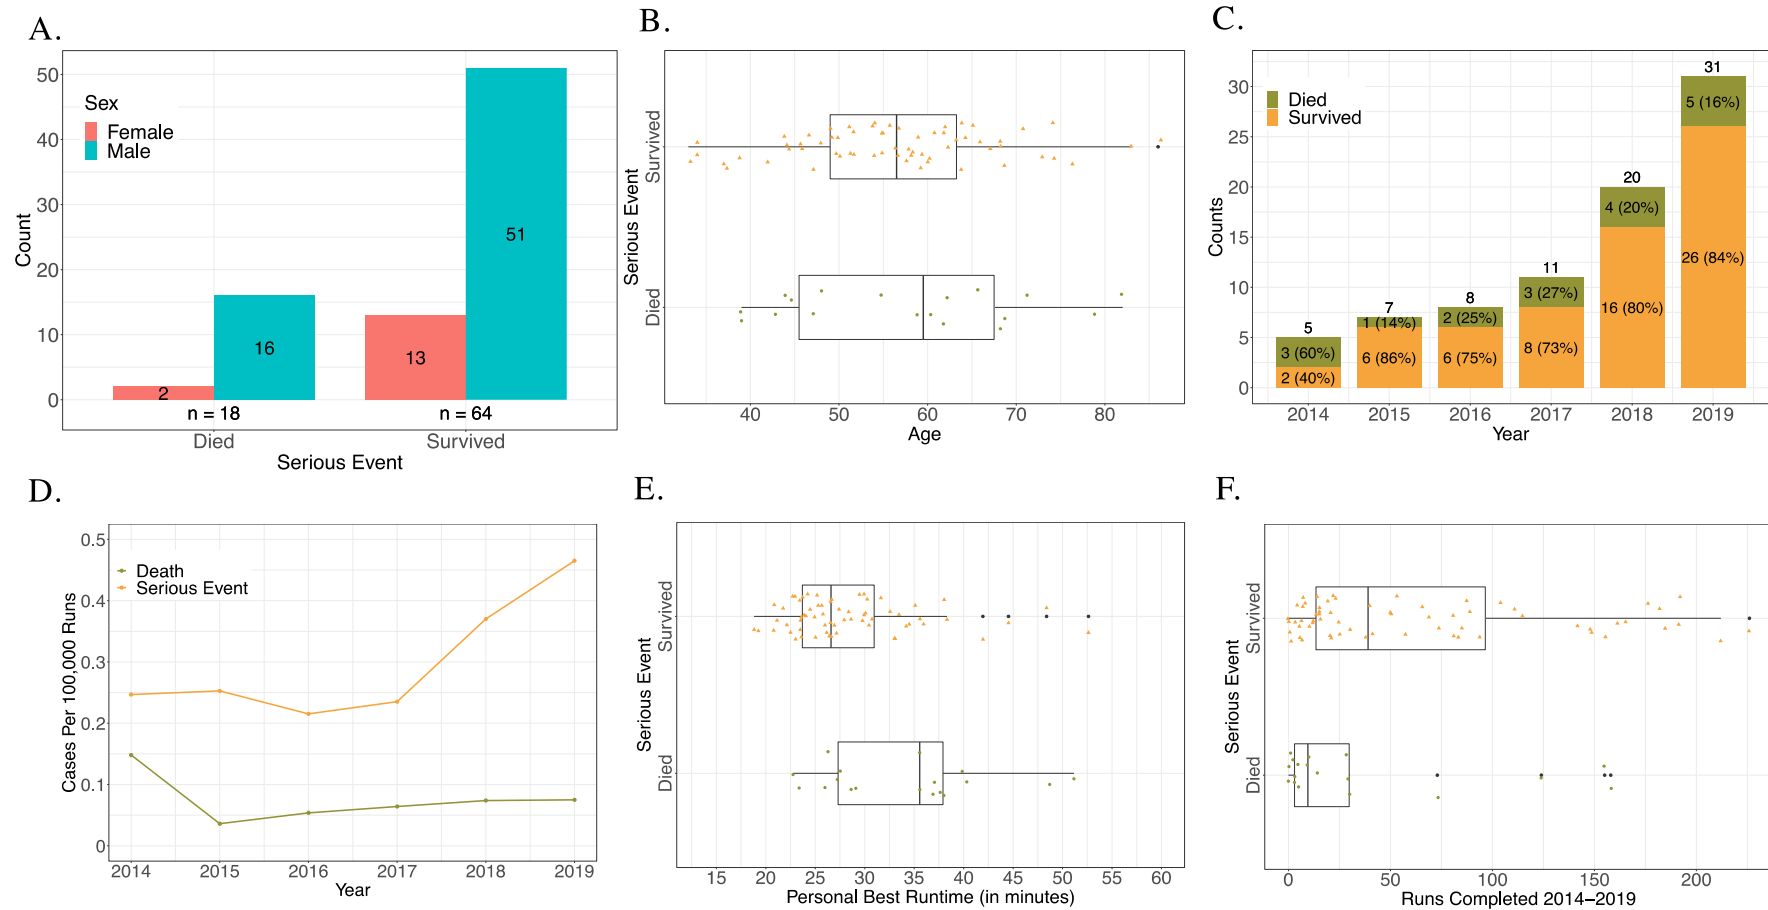 A.
50
40
30
20
10
0
Count
Sex
Female
Male
2
16
13
51
n = 18
n = 64
Died
Survived
Serious Event
B.
Serious Event
Survived
Died
40
50
60
70
80
Age
C.
Counts
30
25
20
15
10
5
0
Died
Survived
5
3 (60%)
2 (40%)
7
1 (14%)
6 (86%)
8
2 (25%)
6 (75%)
11
3 (27%)
8 (73%)
20
4 (20%)
16 (80%)
31
5 (16%)
26 (84%)
2014
2015
2016
2017
2018
2019
Year
D.
Cases Per 100,000 Runs
0.5
0.4
0.3
0.2
0.1
0
Death
Serious Event
2014
2015
2016
2017
2018
2019
Year
E.
Serious Event
Survived
Died
15
20
25
30
35
40
45
50
55
60
Personal Best Runtime (in minutes)
F.
Serious Event
Survived
Died
0
50
100
150
200
Runs Completed 2014–2019